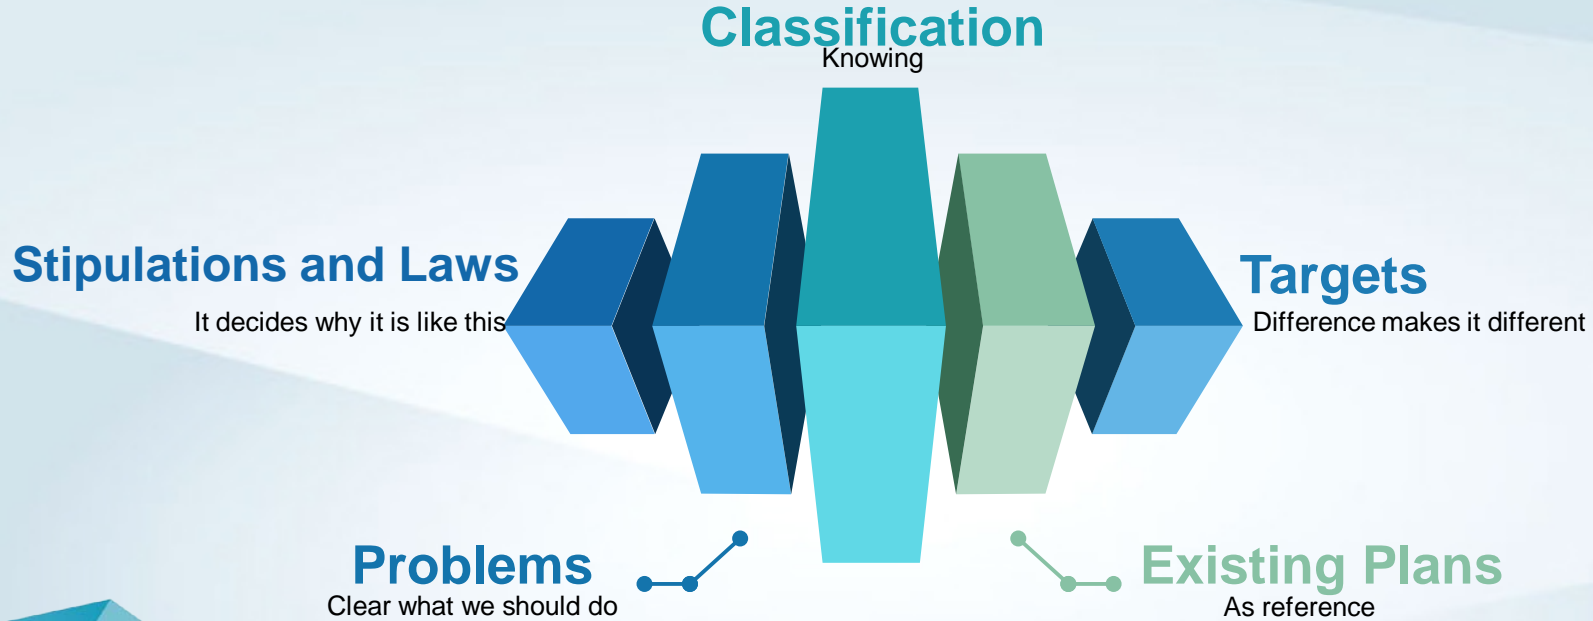 Classification
Knowing
Stipulations and Laws
It decides why it is like this
Targets
Difference makes it different
Problems
Clear what we should do
Existing Plans
As reference